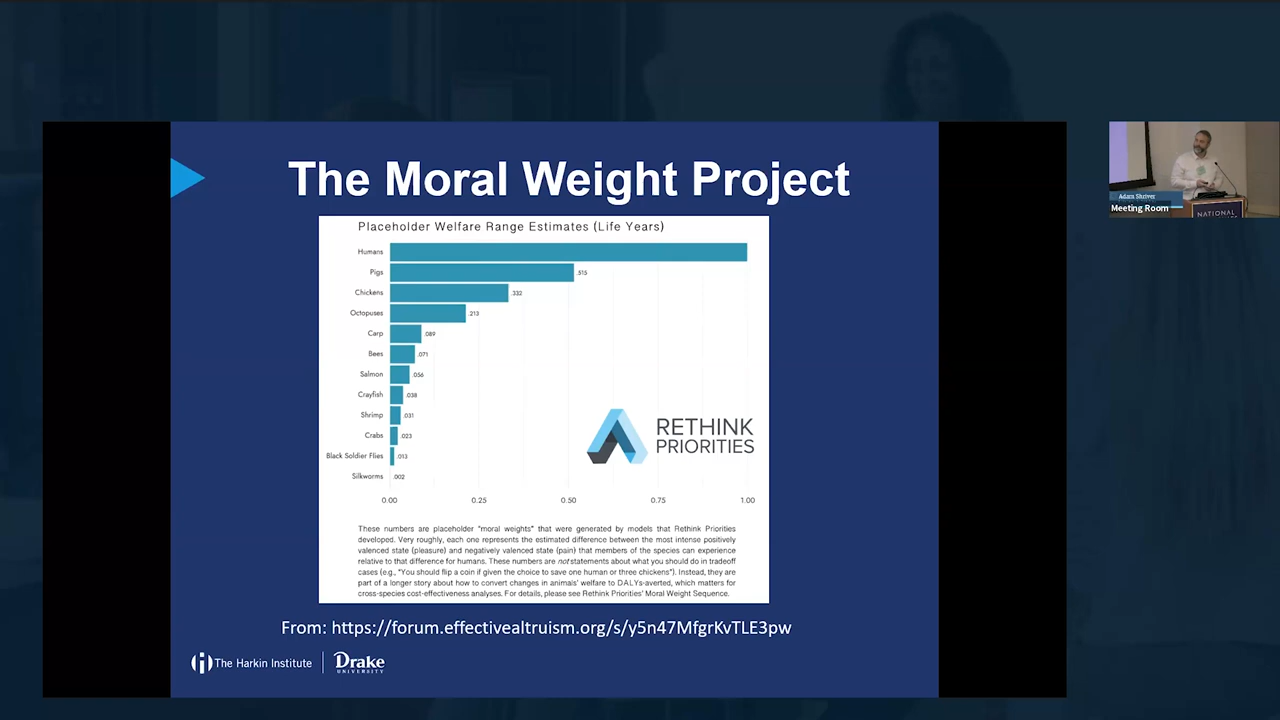 The Moral Weight Project
Placeholder Welfare Range Estimates (Life Years)
Humans
Pigs .515
Chickens .332
Octopuses .213
Carp .089
Bees .071
Salmon .056
Crayfish .038
Shrimp .031
Crabs .023
Black Soldier Flies .013
Silkworms .002
0.00 0.25 0.50 0.75 1.00
RETHINK
PRIORITIES
These numbers are placeholder "moral weights" that were generated by models that Rethink Priorities
developed. Very roughly, each one represents the estimated difference between the most intense positively
valenced state (pleasure) and negatively valenced state (pain) that members of the species can experience
relative to that difference for humans. These numbers are not statements about what you should do in tradeoff
cases (e.g., "You should flip a coin if given the choice to save one human or three chickens"). Instead, they are
part of a longer story about how to convert changes in animals' welfare to DALYs-averted, which matters for
cross-species cost-effectiveness analyses. For details, please see Rethink Priorities' Moral Weight Sequence.
From: https://forum.effectivealtruism.org/s/y5n47MfgrKvTLE3pw
The Harkin Institute
Drake
UNIVERSITY
Adam Shriver
Meeting Room
NATIONAL